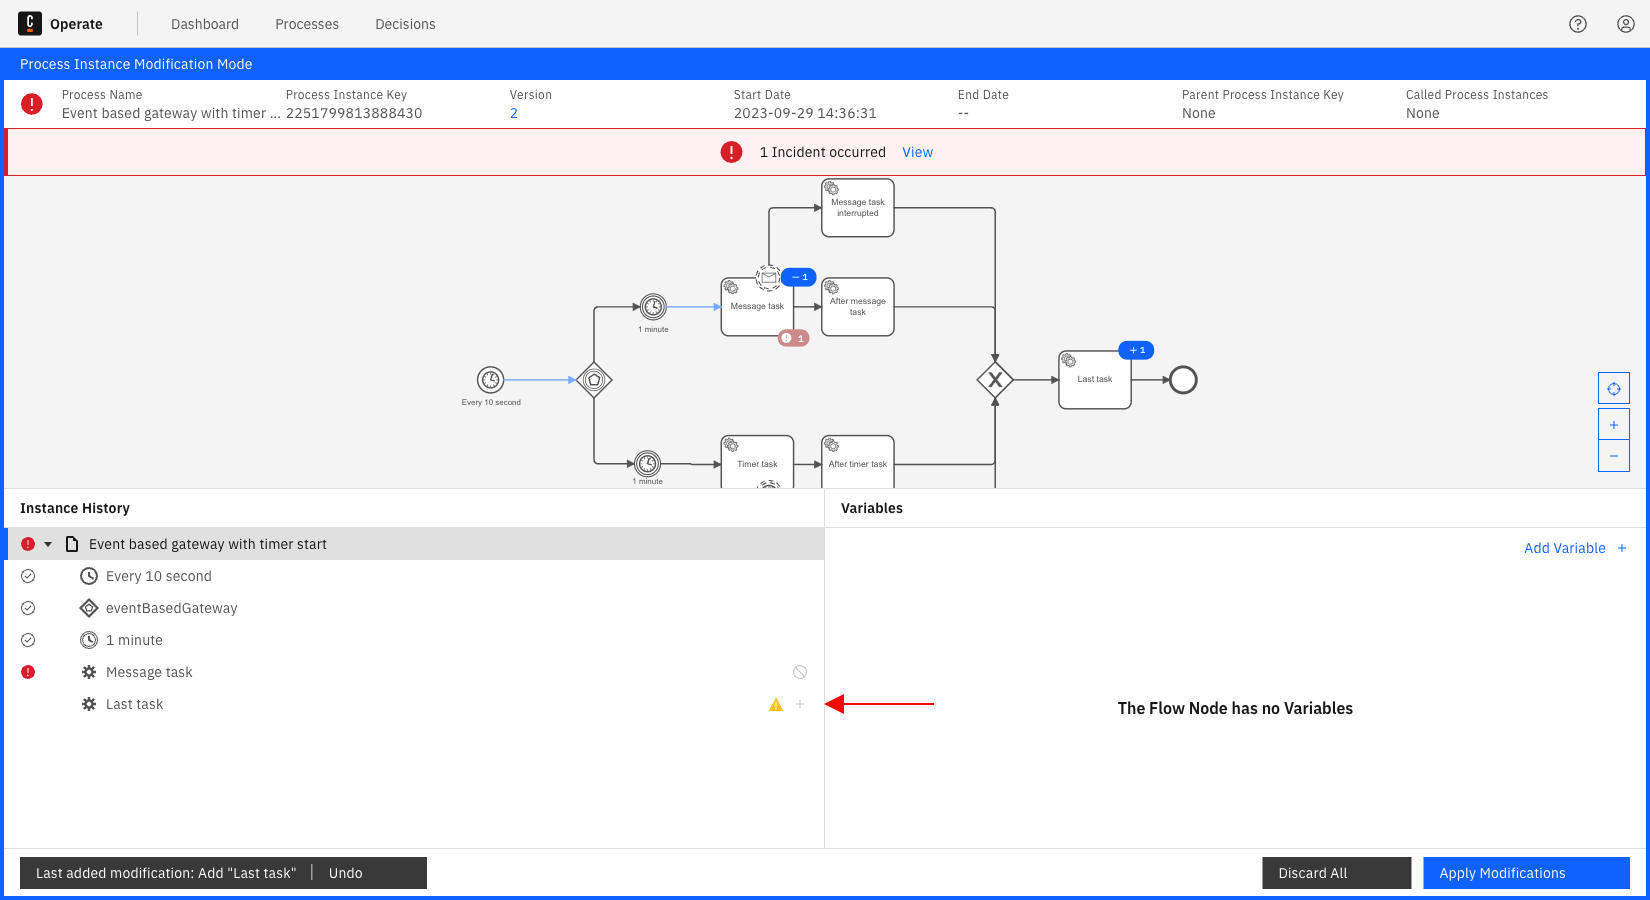 Operate
Dashboard
Processes
Decisions
Process Instance Modification Mode
Process Name
Process Instance Key
Version
Start Date
End Date
Parent Process Instance Key
Called Process Instances
Event based gateway with timer ...
2251799813888430
2
2023-09-29 14:36:31
--
None
None
1 Incident occurred
View
Message task
interrupted
− 1
Message task
After message
task
1 minute
1
+ 1
Last task
Every 10 second
Timer task
After timer task
1 minute
+
−
Instance History
Variables
Event based gateway with timer start
Add Variable +
Every 10 second
eventBasedGateway
1 minute
Message task
Last task
+
The Flow Node has no Variables
Last added modification: Add "Last task"
Undo
Discard All
Apply Modifications